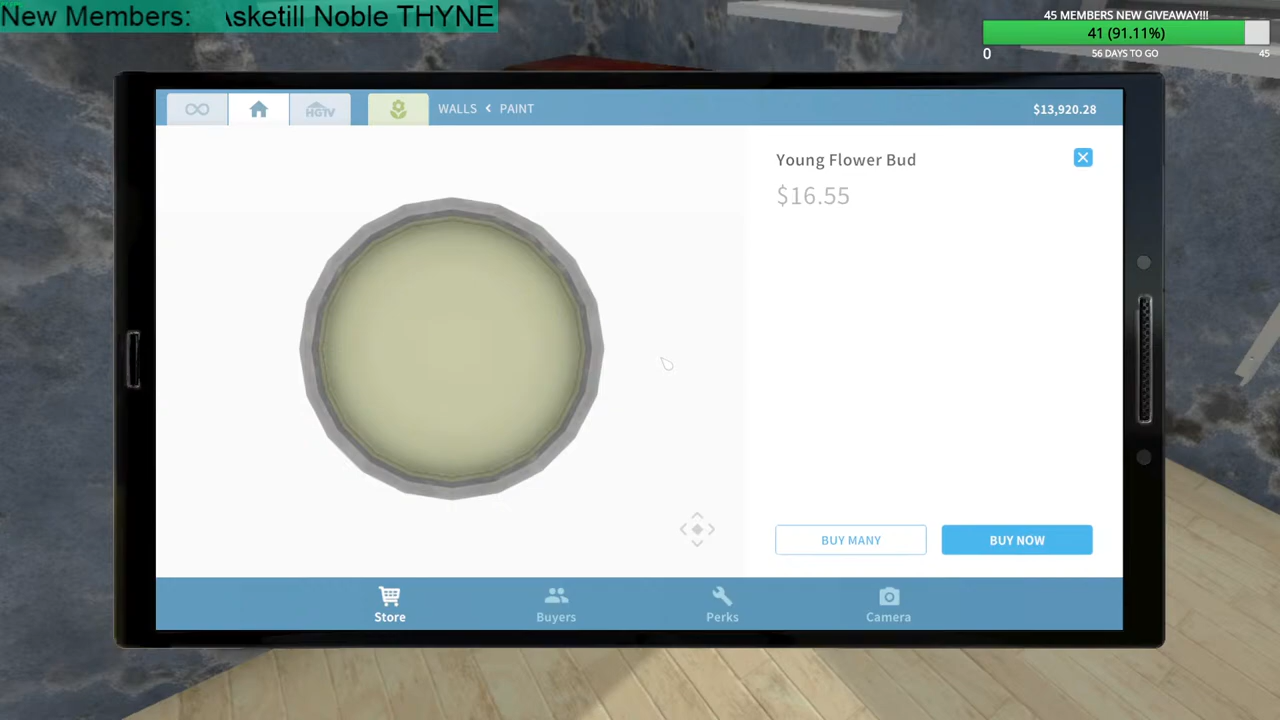 New Members: Asketill Noble THYNE
45 MEMBERS NEW GIVEAWAY!!!
41 (91.11%)
0 56 DAYS TO GO 45
HGTV WALLS < PAINT $13,920.28
Young Flower Bud
$16.55
BUY MANY BUY NOW
Store Buyers Perks Camera